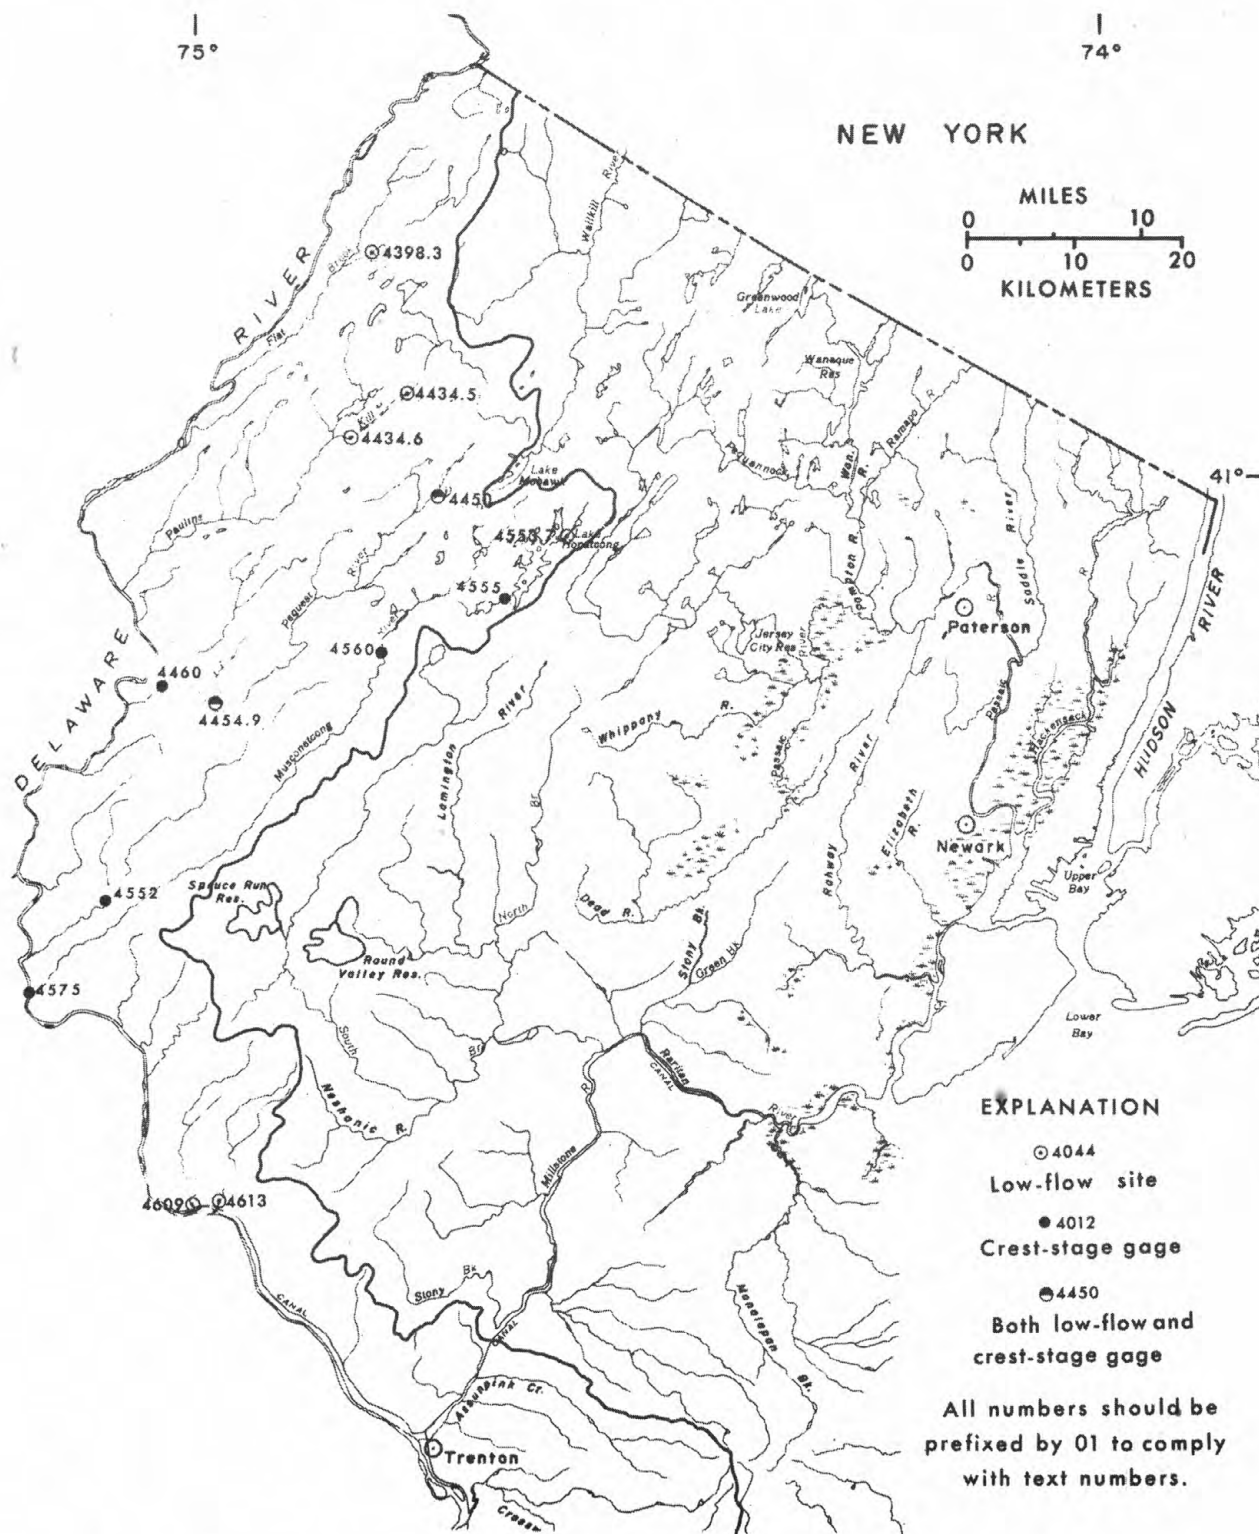 75°
74°
NEW YORK
MILES
0 10
0 10 20
KILOMETERS
Wallkill River
4398.3
Flat Brook
RIVER
Greenwood
Lake
Wanaque
Res
Ramapo R
4434.5
Kill
4434.6
Pequannock
R
Wan.
R.
41°
Lake
Mohawk
4450
Paulins
Saddle River
Lake
Hopatcong
Pequest River
Pompton R.
4555
Paterson
Jersey
City Res
River
4560
River
4460
4454.9
DELAWARE
Musconetcong
Lamington River
Whippany R.
Passaic
River
R
Passaic
Hackensack
R
HUDSON RIVER
Br
Elizabeth
R.
Rahway
Newark
Upper
Bay
4552
Spruce Run
Res.
Round
Valley Res.
North
Dead R.
Stony Bk.
Green Bk
4575
Lower
Bay
South
Br
Neshanic R.
R
Raritan
CANAL
River
Millstone
4609
4613
CANAL
Stony Bk
CANAL
Manalapan
Bk.
Assunpink Cr.
Trenton
EXPLANATION
4044
Low-flow site
4012
Crest-stage gage
4450
Both low-flow and
crest-stage gage
All numbers should be
prefixed by 01 to comply
with text numbers.